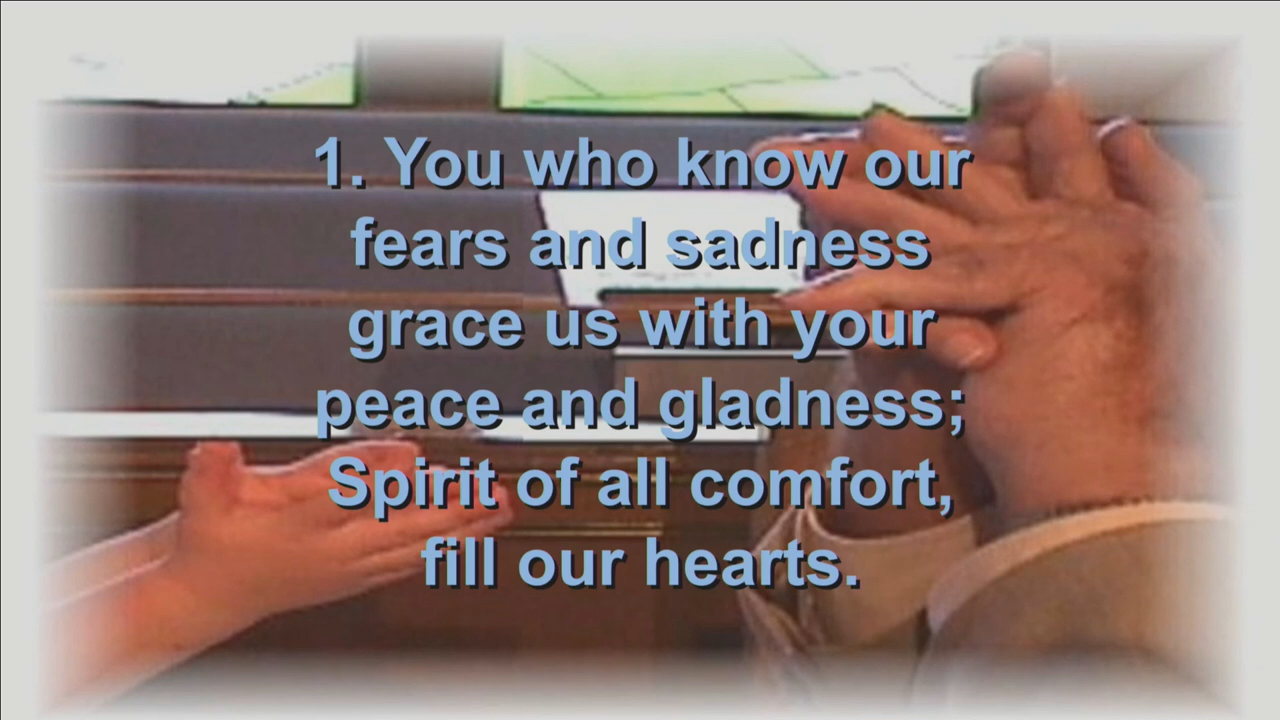 1. You who know our
fears and sadness
grace us with your
peace and gladness;
Spirit of all comfort,
fill our hearts.